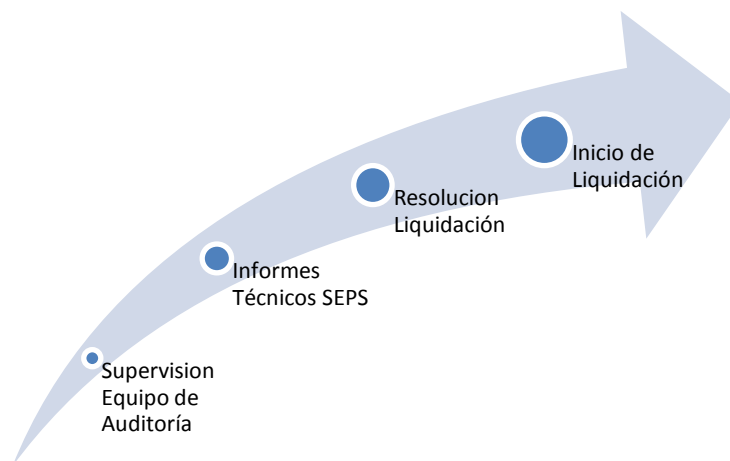 Supervision
Equipo de
Auditoría
Informes
Técnicos SEPS
Resolucion
Liquidación
Inicio de
Liquidación